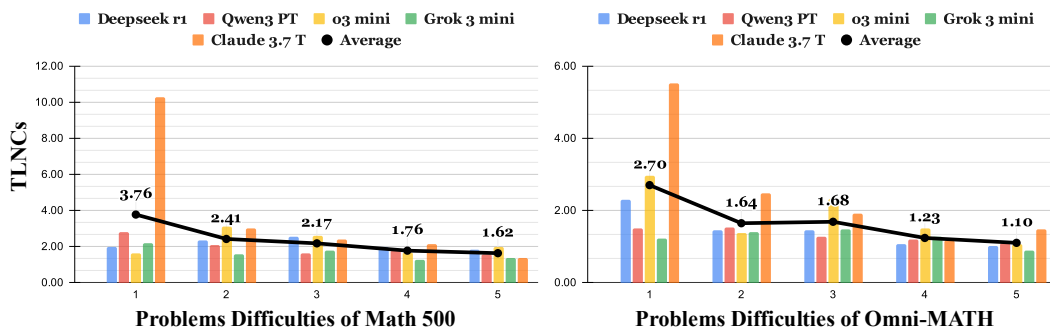 Deepseek r1 Qwen3 PT o3 mini Grok 3 mini
Claude 3.7 T Average
TLNCs
12.00
10.00
8.00
6.00
4.00
2.00
0.00
3.76
2.41
2.17
1.76
1.62
1 2 3 4 5
Problems Difficulties of Math 500
Deepseek r1 Qwen3 PT o3 mini Grok 3 mini
Claude 3.7 T Average
6.00
4.00
2.00
0.00
2.70
1.64
1.68
1.23
1.10
1 2 3 4 5
Problems Difficulties of Omni-MATH